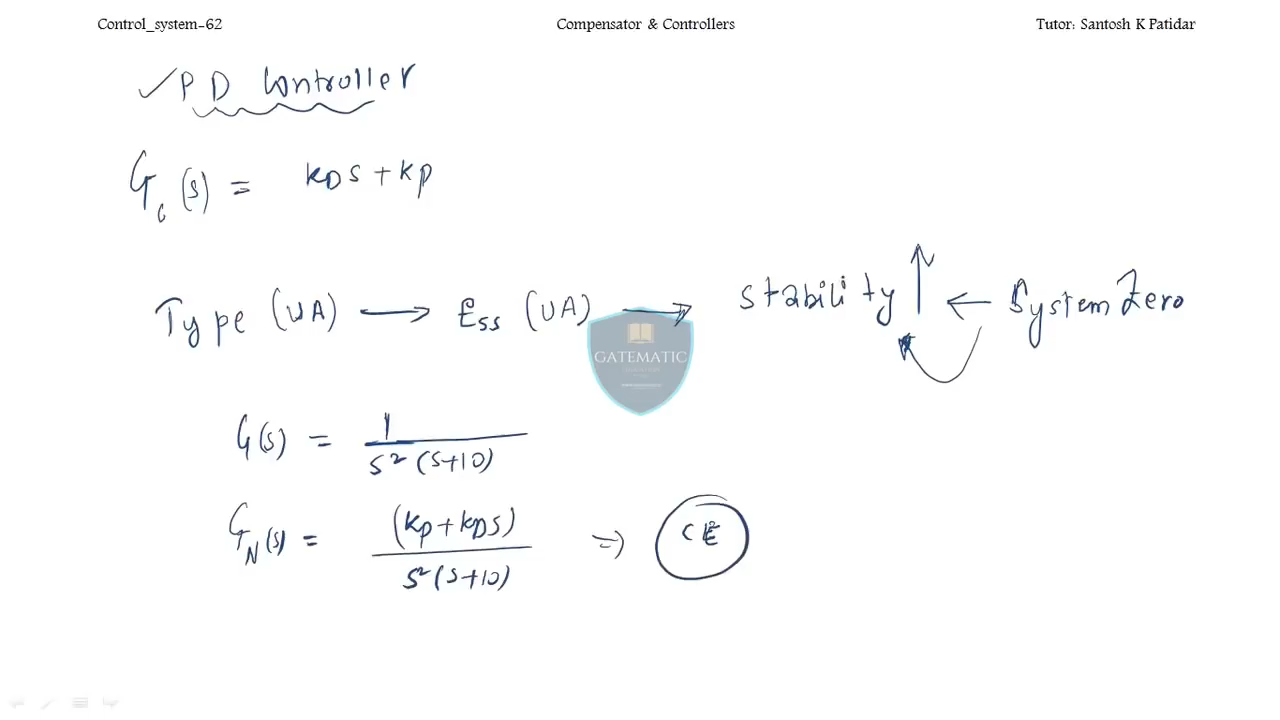 Control_system-62 Compensator & Controllers Tutor: Santosh K Patidar
✓ PD Controller
Gc(s) = KDs + Kp
Type (UA) → Ess (UA) → Stability ↑ ← System Zero
GATEMATIC
G(s) = 1 / s²(s+10)
GN(s) = (Kp + KDs) / s²(s+10) ⇒ CE